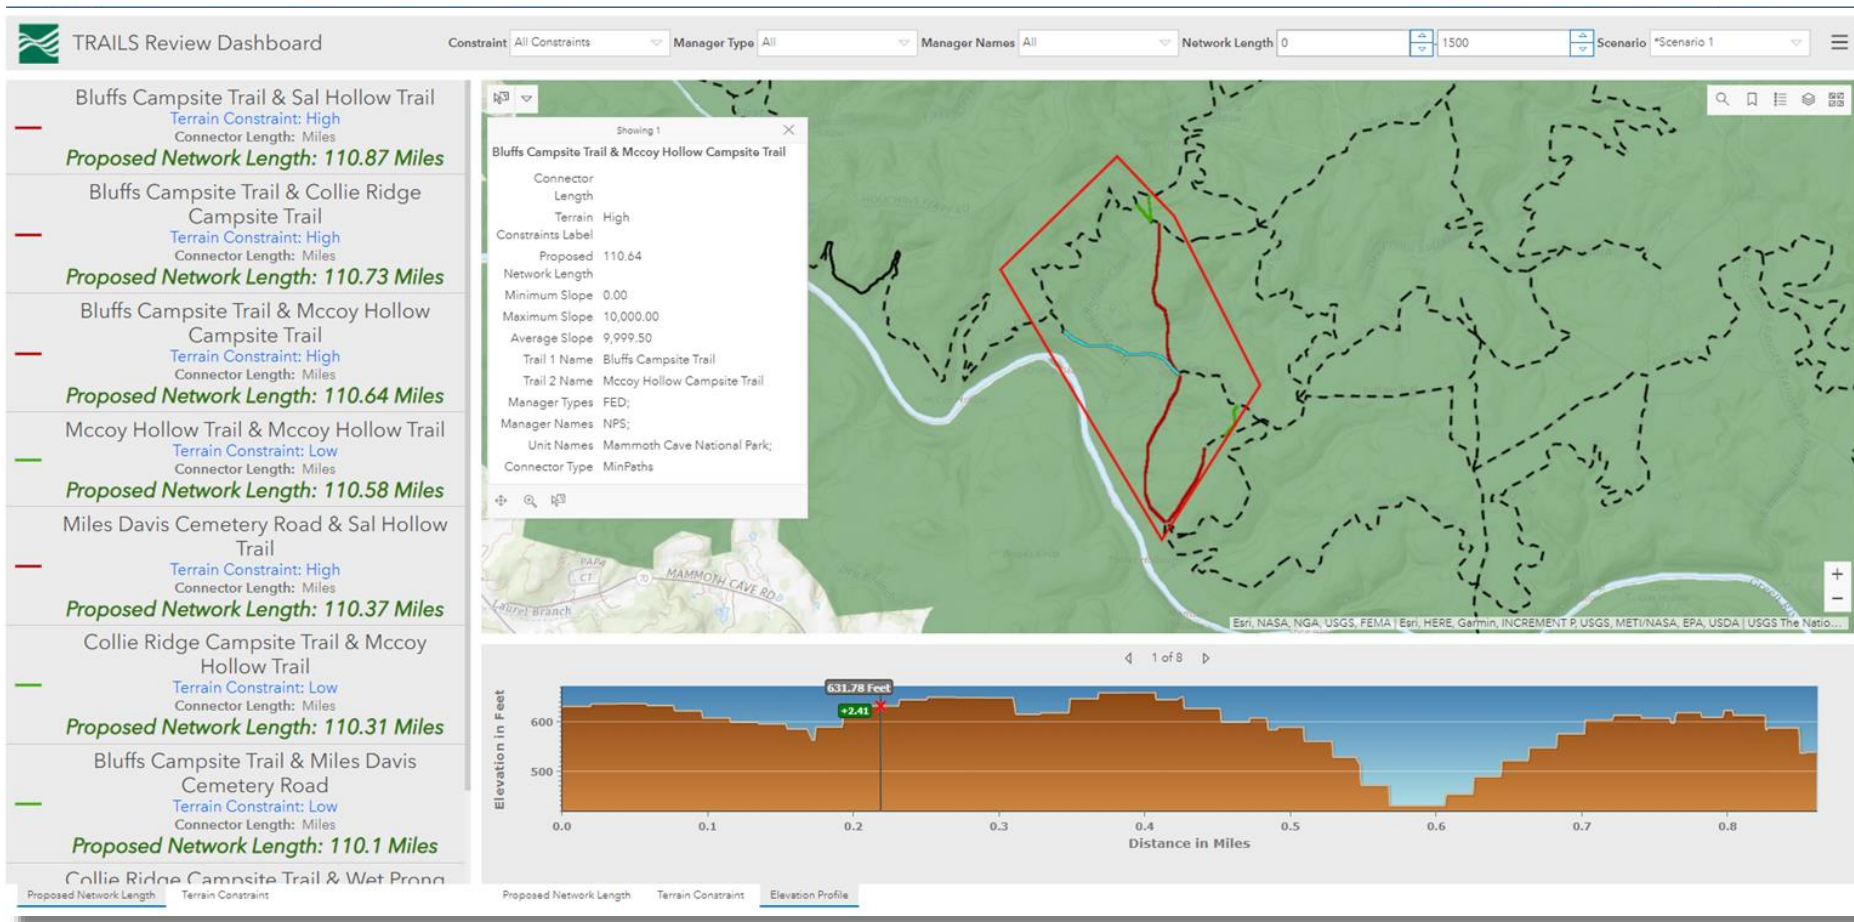 TRAILS Review Dashboard
Constraint All Constraints Manager Type All Manager Names All Network Length 0 - 1500 Scenario *Scenario 1
Bluffs Campsite Trail & Sal Hollow Trail
Terrain Constraint: High
Connector Length: Miles
Proposed Network Length: 110.87 Miles
Bluffs Campsite Trail & Collie Ridge
Campsite Trail
Terrain Constraint: High
Connector Length: Miles
Proposed Network Length: 110.73 Miles
Bluffs Campsite Trail & Mccoy Hollow
Campsite Trail
Terrain Constraint: High
Connector Length: Miles
Proposed Network Length: 110.64 Miles
Mccoy Hollow Trail & Mccoy Hollow Trail
Terrain Constraint: Low
Connector Length: Miles
Proposed Network Length: 110.58 Miles
Miles Davis Cemetery Road & Sal Hollow
Trail
Terrain Constraint: High
Connector Length: Miles
Proposed Network Length: 110.37 Miles
Collie Ridge Campsite Trail & Mccoy
Hollow Trail
Terrain Constraint: Low
Connector Length: Miles
Proposed Network Length: 110.31 Miles
Bluffs Campsite Trail & Miles Davis
Cemetery Road
Terrain Constraint: Low
Connector Length: Miles
Proposed Network Length: 110.1 Miles
Collie Ridge Campsite Trail & Wet Prong
Proposed Network Length Terrain Constraint
Showing 1
Bluffs Campsite Trail & Mccoy Hollow Campsite Trail
Connector
Length
Terrain High
Constraints Label
Proposed 110.64
Network Length
Minimum Slope 0.00
Maximum Slope 10,000.00
Average Slope 9,999.50
Trail 1 Name Bluffs Campsite Trail
Trail 2 Name Mccoy Hollow Campsite Trail
Manager Types FED;
Manager Names NPS;
Unit Names Mammoth Cave National Park;
Connector Type MinPaths
PAPA
CT
70
MAMMOTH CAVE RD
Laurel Branch
+
−
Esri, NASA, NGA, USGS, FEMA | Esri, HERE, Garmin, INCREMENT P, USGS, METI/NASA, EPA, USDA | USGS The Natio...
1 of 8
631.78 Feet
+2.41
Elevation in Feet
600
500
0.0 0.1 0.2 0.3 0.4 0.5 0.6 0.7 0.8
Distance in Miles
Proposed Network Length Terrain Constraint Elevation Profile